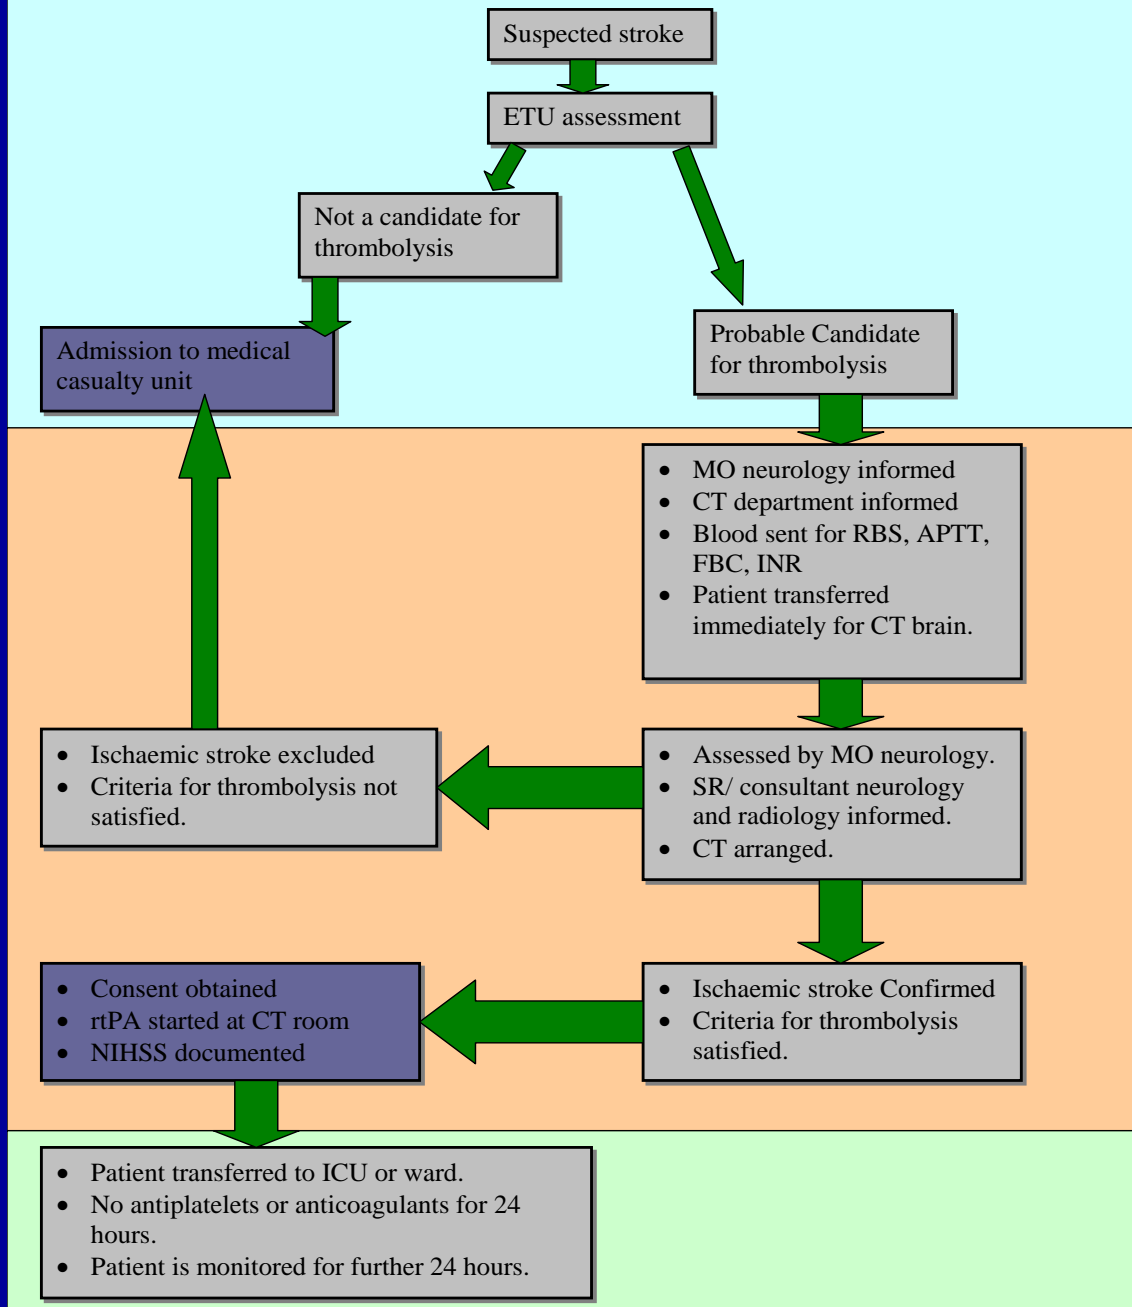 Suspected stroke
ETU assessment
Not a candidate for
thrombolysis
Probable Candidate
for thrombolysis
Admission to medical
casualty unit
• MO neurology informed
• CT department informed
• Blood sent for RBS, APTT,
FBC, INR
• Patient transferred
immediately for CT brain.
• Ischaemic stroke excluded
• Criteria for thrombolysis not
satisfied.
• Assessed by MO neurology.
• SR/ consultant neurology
and radiology informed.
• CT arranged.
• Consent obtained
• rtPA started at CT room
• NIHSS documented
• Ischaemic stroke Confirmed
• Criteria for thrombolysis
satisfied.
• Patient transferred to ICU or ward.
• No antiplatelets or anticoagulants for 24
hours.
• Patient is monitored for further 24 hours.